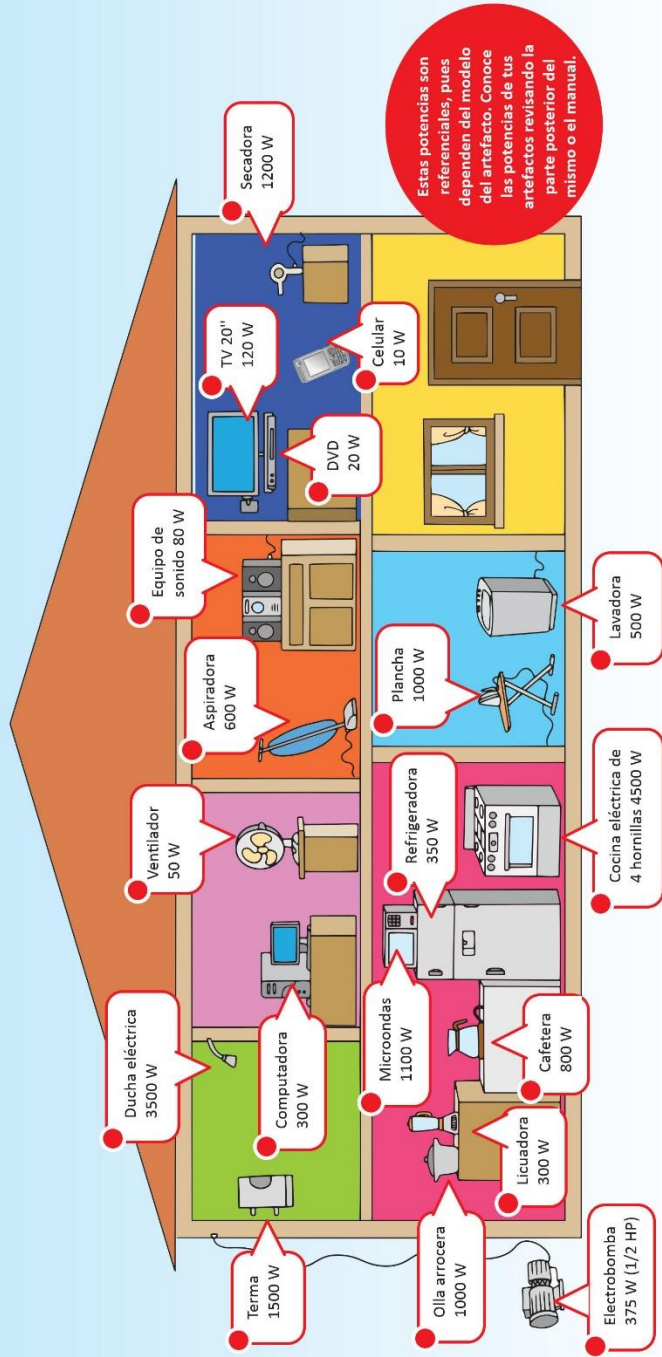 Ducha eléctrica
3500 W
Ventilador
50 W
Equipo de
sonido 80 W
Secadora
1200 W
TV 20''
120 W
Aspiradora
600 W
Terma
1500 W
Computadora
300 W
DVD
20 W
Celular
10 W
Olla arrocera
1000 W
Microondas
1100 W
Refrigeradora
350 W
Plancha
1000 W
Licuadora
300 W
Cafetera
800 W
Electrobomba
375 W (1/2 HP)
Cocina eléctrica de
4 hornillas 4500 W
Lavadora
500 W
Estas potencias son
referenciales, pues
dependen del modelo
del artefacto. Conoce
las potencias de tus
artefactos revisando la
parte posterior del
mismo o el manual.